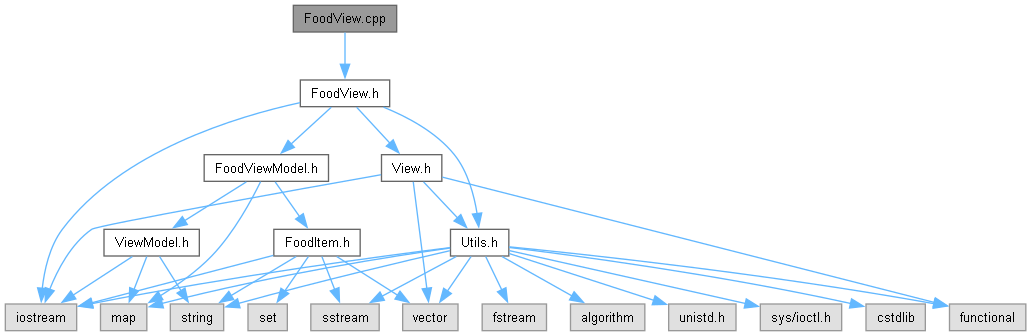 FoodView.cpp
FoodView.h
FoodViewModel.h
View.h
ViewModel.h
FoodItem.h
Utils.h
iostream
map
string
set
sstream
vector
fstream
algorithm
unistd.h
sys/ioctl.h
cstdlib
functional